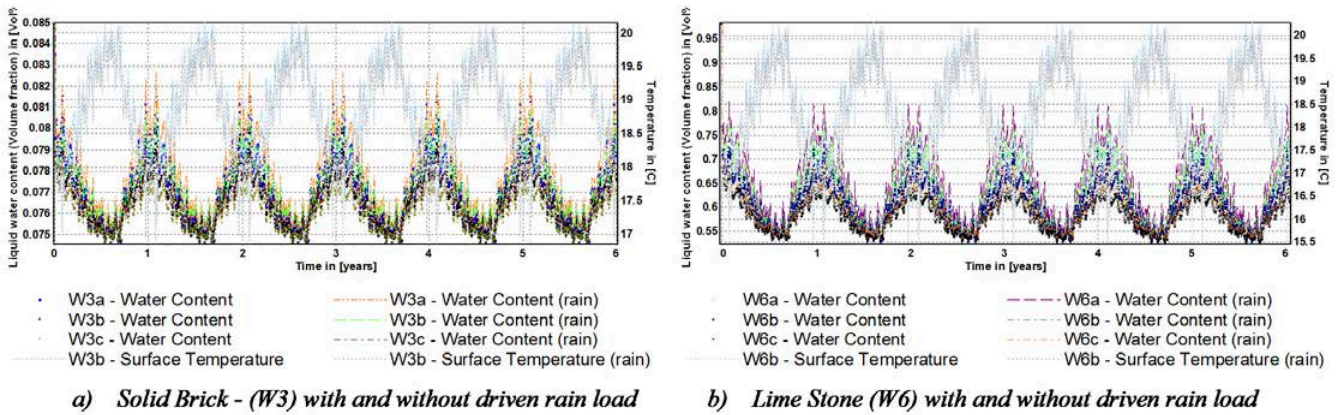 Liquid water content (Volume fraction) in [Vol%
0.085
0.084
0.083
0.082
0.081
0.08
0.079
0.078
0.077
0.076
0.075
20
19.5
19
18.5
18
17.5
17
Temperature in [C]
0 1 2 3 4 5 6
Time in [years]
W3a - Water Content
W3b - Water Content
W3c - Water Content
W3b - Surface Temperature
W3a - Water Content (rain)
W3b - Water Content (rain)
W3c - Water Content (rain)
W3b - Surface Temperature (rain)
a) Solid Brick - (W3) with and without driven rain load
Liquid water content (Volume fraction) in [Vol%
0.95
0.9
0.85
0.8
0.75
0.7
0.65
0.6
0.55
20
19.5
19
18.5
18
17.5
17
16.5
16
15.5
Temperature in [C]
0 1 2 3 4 5 6
Time in [years]
W6a - Water Content
W6b - Water Content
W6c - Water Content
W6b - Surface Temperature
W6a - Water Content (rain)
W6b - Water Content (rain)
W6c - Water Content (rain)
W6b - Surface Temperature (rain)
b) Lime Stone (W6) with and without driven rain load